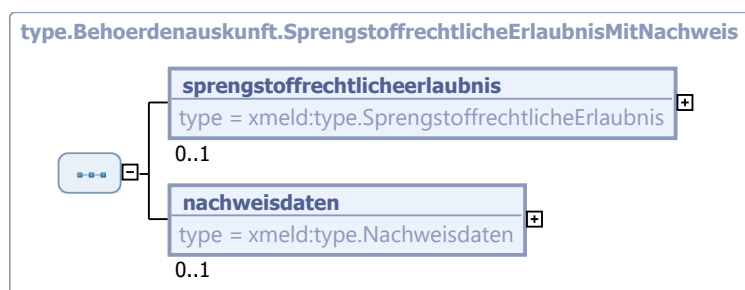 type.Behoerdenauskunft.SprengstoffrechtlicheErlaubnisMitNachweis
sprengstoffrechtlicheerlaubnis
type = xmeld:type.SprengstoffrechtlicheErlaubnis
0..1
nachweisdaten
type = xmeld:type.Nachweisdaten
0..1